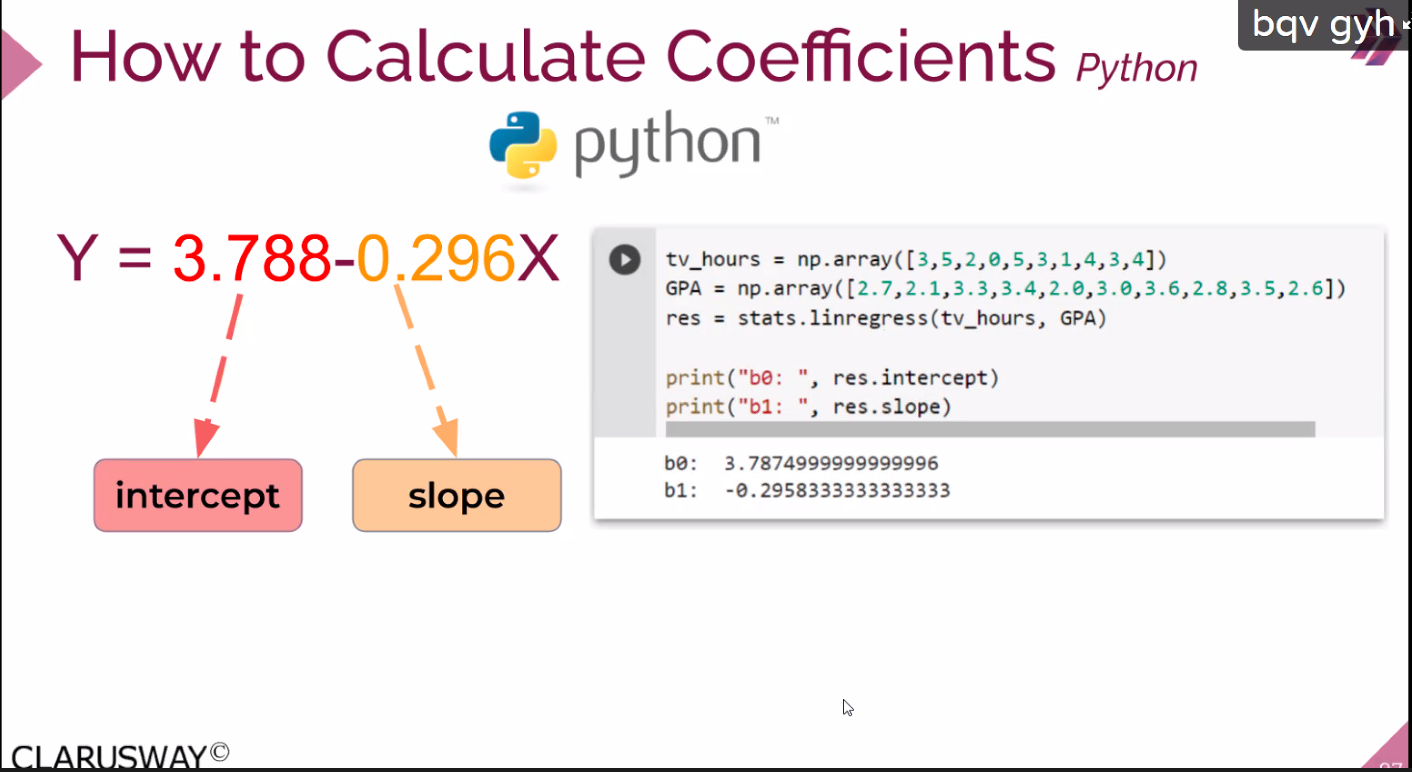 bqv gyh
How to Calculate Coefficients Python
python™
Y = 3.788-0.296X
intercept
slope
tv_hours = np.array([3,5,2,0,5,3,1,4,3,4])
GPA = np.array([2.7,2.1,3.3,3.4,2.0,3.0,3.6,2.8,3.5,2.6])
res = stats.linregress(tv_hours, GPA)
print("b0: ", res.intercept)
print("b1: ", res.slope)
b0:  3.7874999999999996
b1:  -0.2958333333333333
CLARUSWAY©